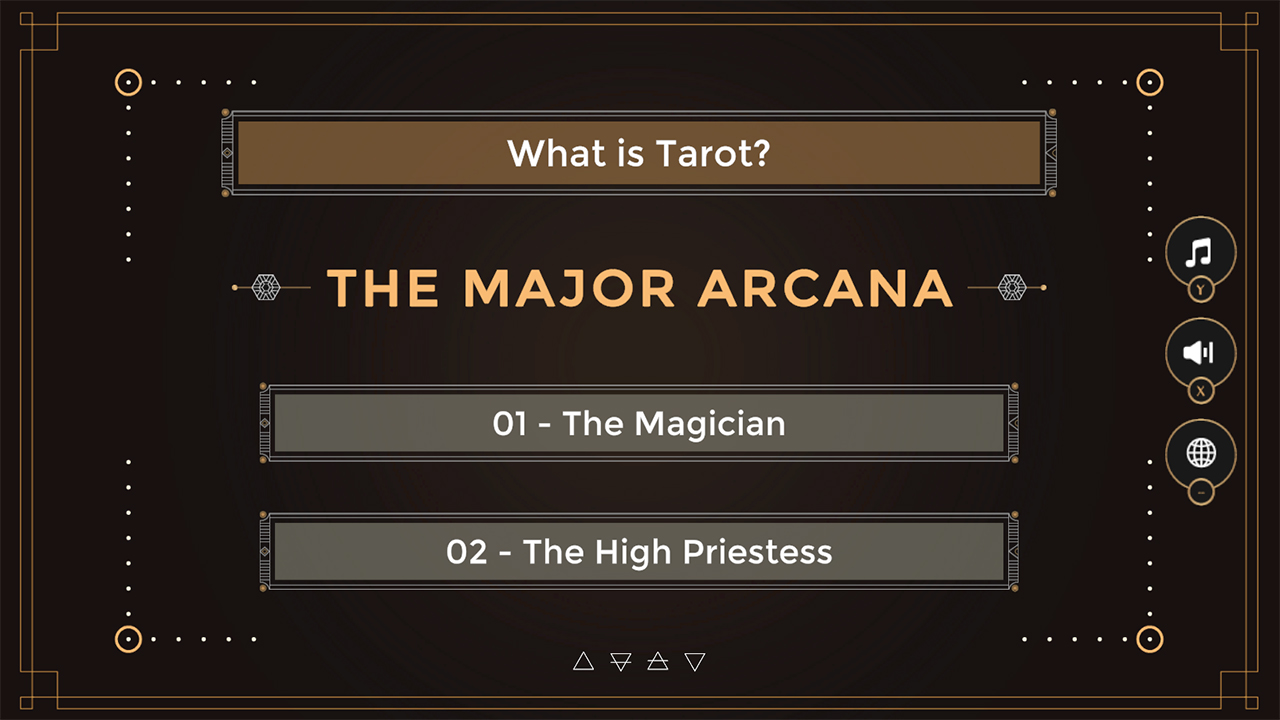 What is Tarot?
THE MAJOR ARCANA
Y
01 - The Magician
X
02 - The High Priestess